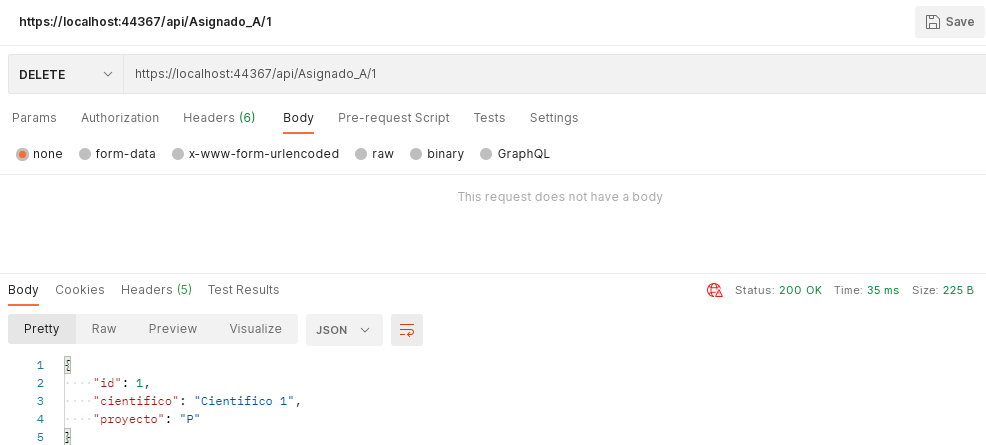 https://localhost:44367/api/Asignado_A/1
Save
DELETE
https://localhost:44367/api/Asignado_A/1
Params Authorization Headers (6) Body Pre-request Script Tests Settings
none form-data x-www-form-urlencoded raw binary GraphQL
This request does not have a body
Body Cookies Headers (5) Test Results Status: 200 OK Time: 35 ms Size: 225 B
Pretty Raw Preview Visualize JSON
1 {
2 "id": 1,
3 "cientifico": "Cientifico 1",
4 "proyecto": "P"
5 }